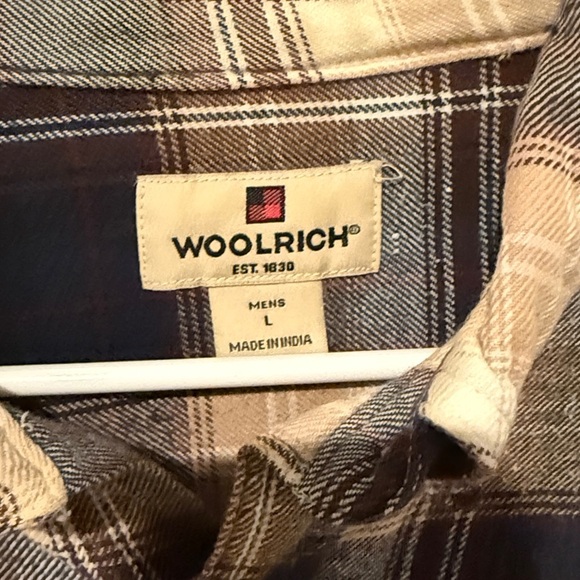 WOOLRICH®
EST. 1830
MENS
L
MADE IN INDIA